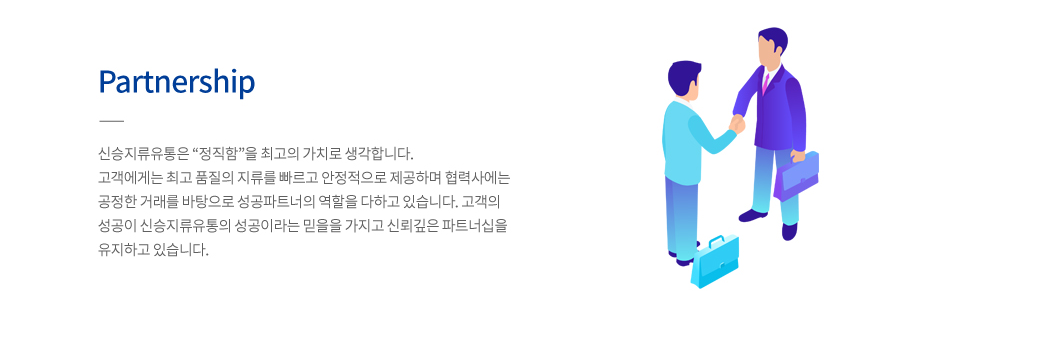 Partnership
신승지류유통은 “정직함”을 최고의 가치로 생각합니다.
고객에게는 최고 품질의 지류를 빠르고 안정적으로 제공하며 협력사에는
공정한 거래를 바탕으로 성공파트너의 역할을 다하고 있습니다. 고객의
성공이 신승지류유통의 성공이라는 믿을을 가지고 신뢰깊은 파트너십을
유지하고 있습니다.